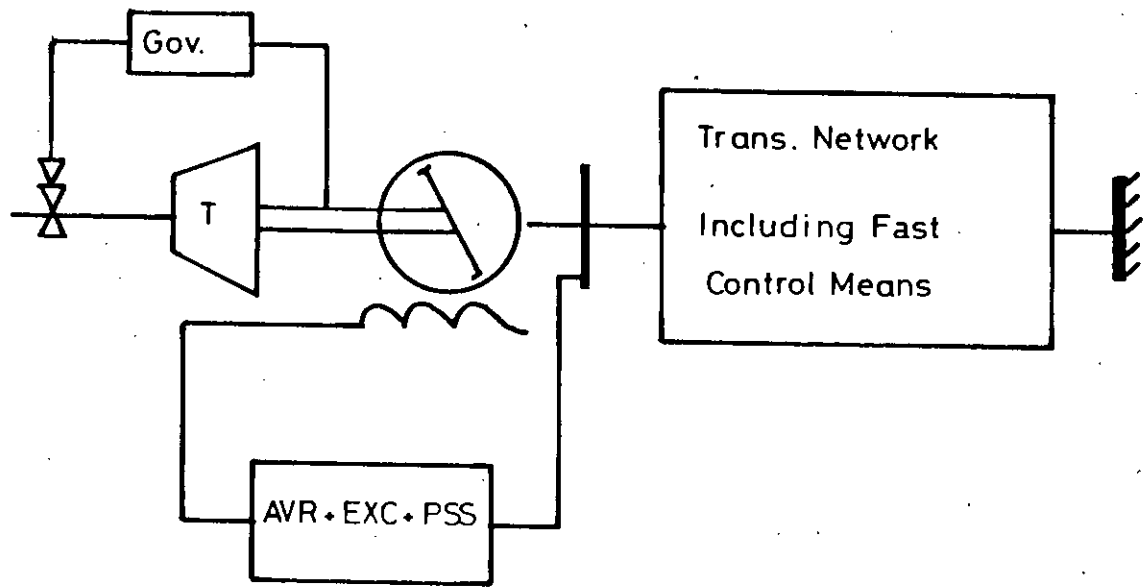 Gov.
T
Trans. Network
Including Fast
Control Means
AVR + EXC + PSS